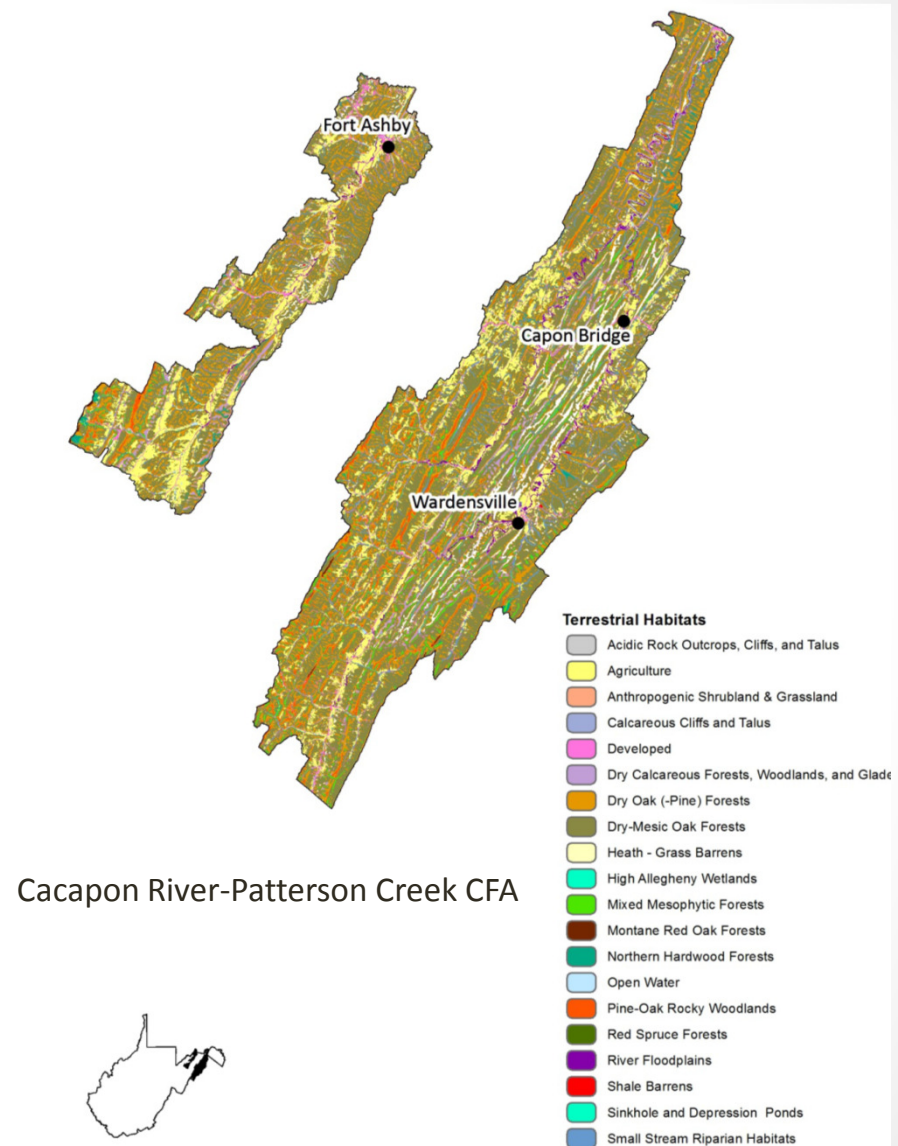 Fort Ashby
Capon Bridge
Wardensville
Terrestrial Habitats
Acidic Rock Outcrops, Cliffs, and Talus
Agriculture
Anthropogenic Shrubland & Grassland
Calcareous Cliffs and Talus
Developed
Dry Calcareous Forests, Woodlands, and Glade
Dry Oak (-Pine) Forests
Dry-Mesic Oak Forests
Heath - Grass Barrens
High Allegheny Wetlands
Mixed Mesophytic Forests
Montane Red Oak Forests
Northern Hardwood Forests
Open Water
Pine-Oak Rocky Woodlands
Red Spruce Forests
River Floodplains
Shale Barrens
Sinkhole and Depression Ponds
Small Stream Riparian Habitats
Cacapon River-Patterson Creek CFA